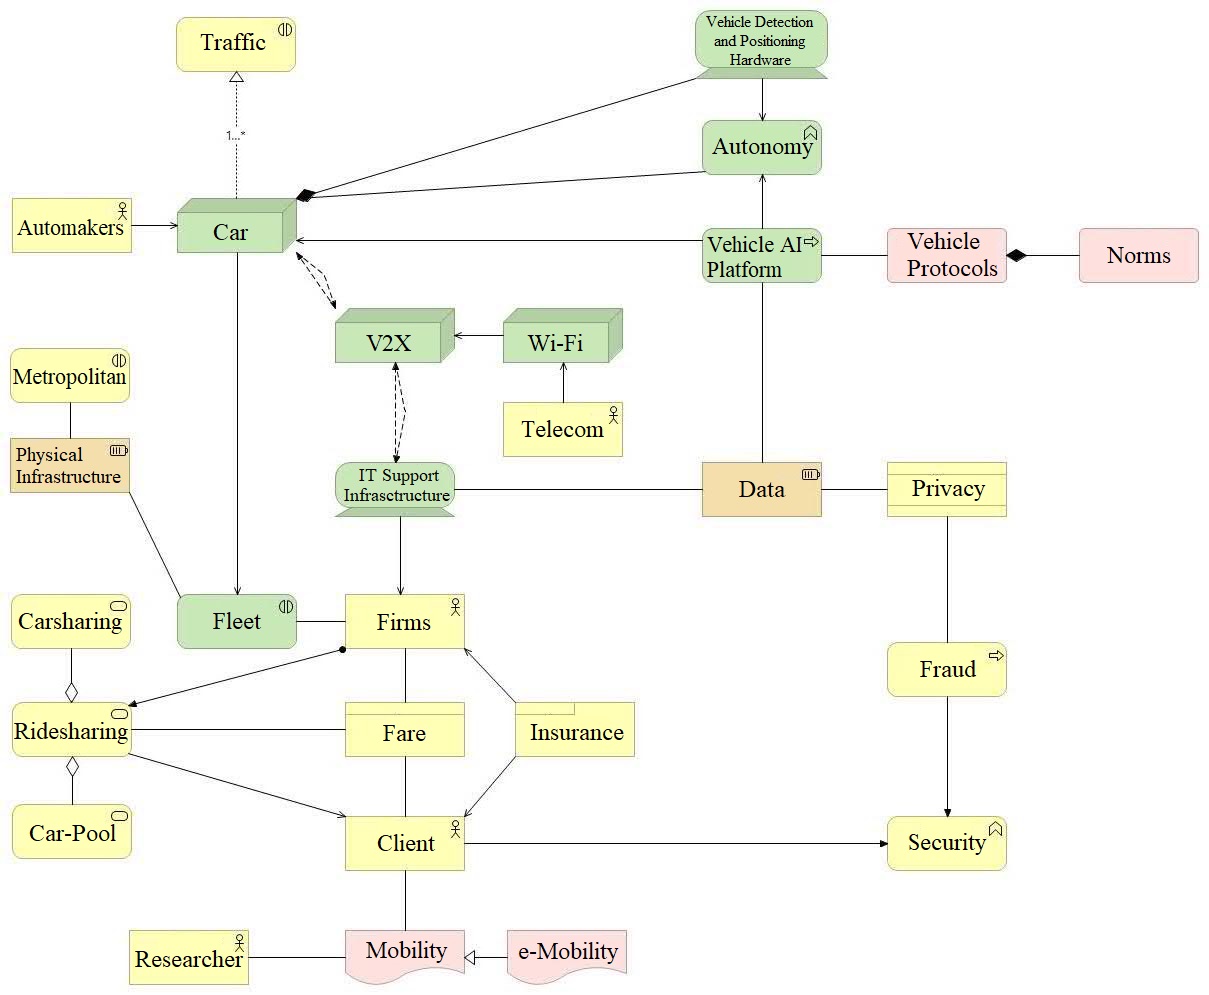 Traffic
Vehicle Detection
and Positioning
Hardware
1...*
Autonomy
Automakers
Car
Vehicle AI
Platform
Vehicle
Protocols
Norms
V2X
Wi-Fi
Metropolitan
Telecom
Physical
Infrastructure
IT Support
Infrasctructure
Data
Privacy
Carsharing
Fleet
Firms
Fraud
Ridesharing
Fare
Insurance
Car-Pool
Client
Security
Researcher
Mobility
e-Mobility